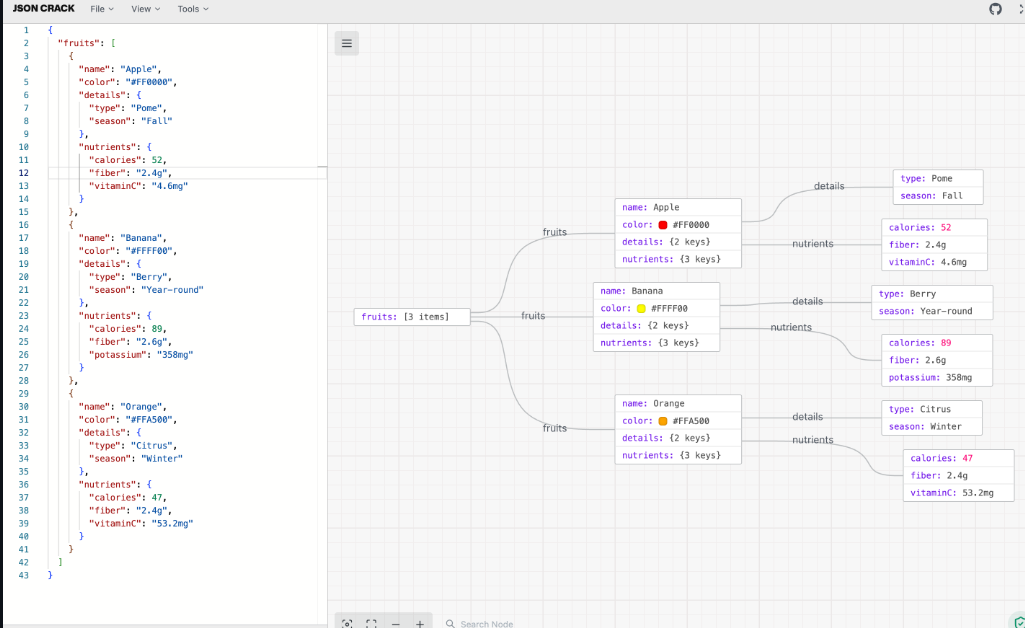 JSON CRACK File View Tools
1 {
2 "fruits": [
3 {
4 "name": "Apple",
5 "color": "#FF0000",
6 "details": {
7 "type": "Pome",
8 "season": "Fall"
9 },
10 "nutrients": {
11 "calories": 52,
12 "fiber": "2.4g",
13 "vitaminC": "4.6mg"
14 }
15 },
16 {
17 "name": "Banana",
18 "color": "#FFFF00",
19 "details": {
20 "type": "Berry",
21 "season": "Year-round"
22 },
23 "nutrients": {
24 "calories": 89,
25 "fiber": "2.6g",
26 "potassium": "358mg"
27 }
28 },
29 {
30 "name": "Orange",
31 "color": "#FFA500",
32 "details": {
33 "type": "Citrus",
34 "season": "Winter"
35 },
36 "nutrients": {
37 "calories": 47,
38 "fiber": "2.4g",
39 "vitaminC": "53.2mg"
40 }
41 }
42 ]
43 }
fruits: [3 items]
fruits
name: Apple
color: #FF0000
details: {2 keys}
nutrients: {3 keys}
details
type: Pome
season: Fall
nutrients
calories: 52
fiber: 2.4g
vitaminC: 4.6mg
fruits
name: Banana
color: #FFFF00
details: {2 keys}
nutrients: {3 keys}
details
type: Berry
season: Year-round
nutrients
calories: 89
fiber: 2.6g
potassium: 358mg
fruits
name: Orange
color: #FFA500
details: {2 keys}
nutrients: {3 keys}
details
type: Citrus
season: Winter
nutrients
calories: 47
fiber: 2.4g
vitaminC: 53.2mg
Search Node